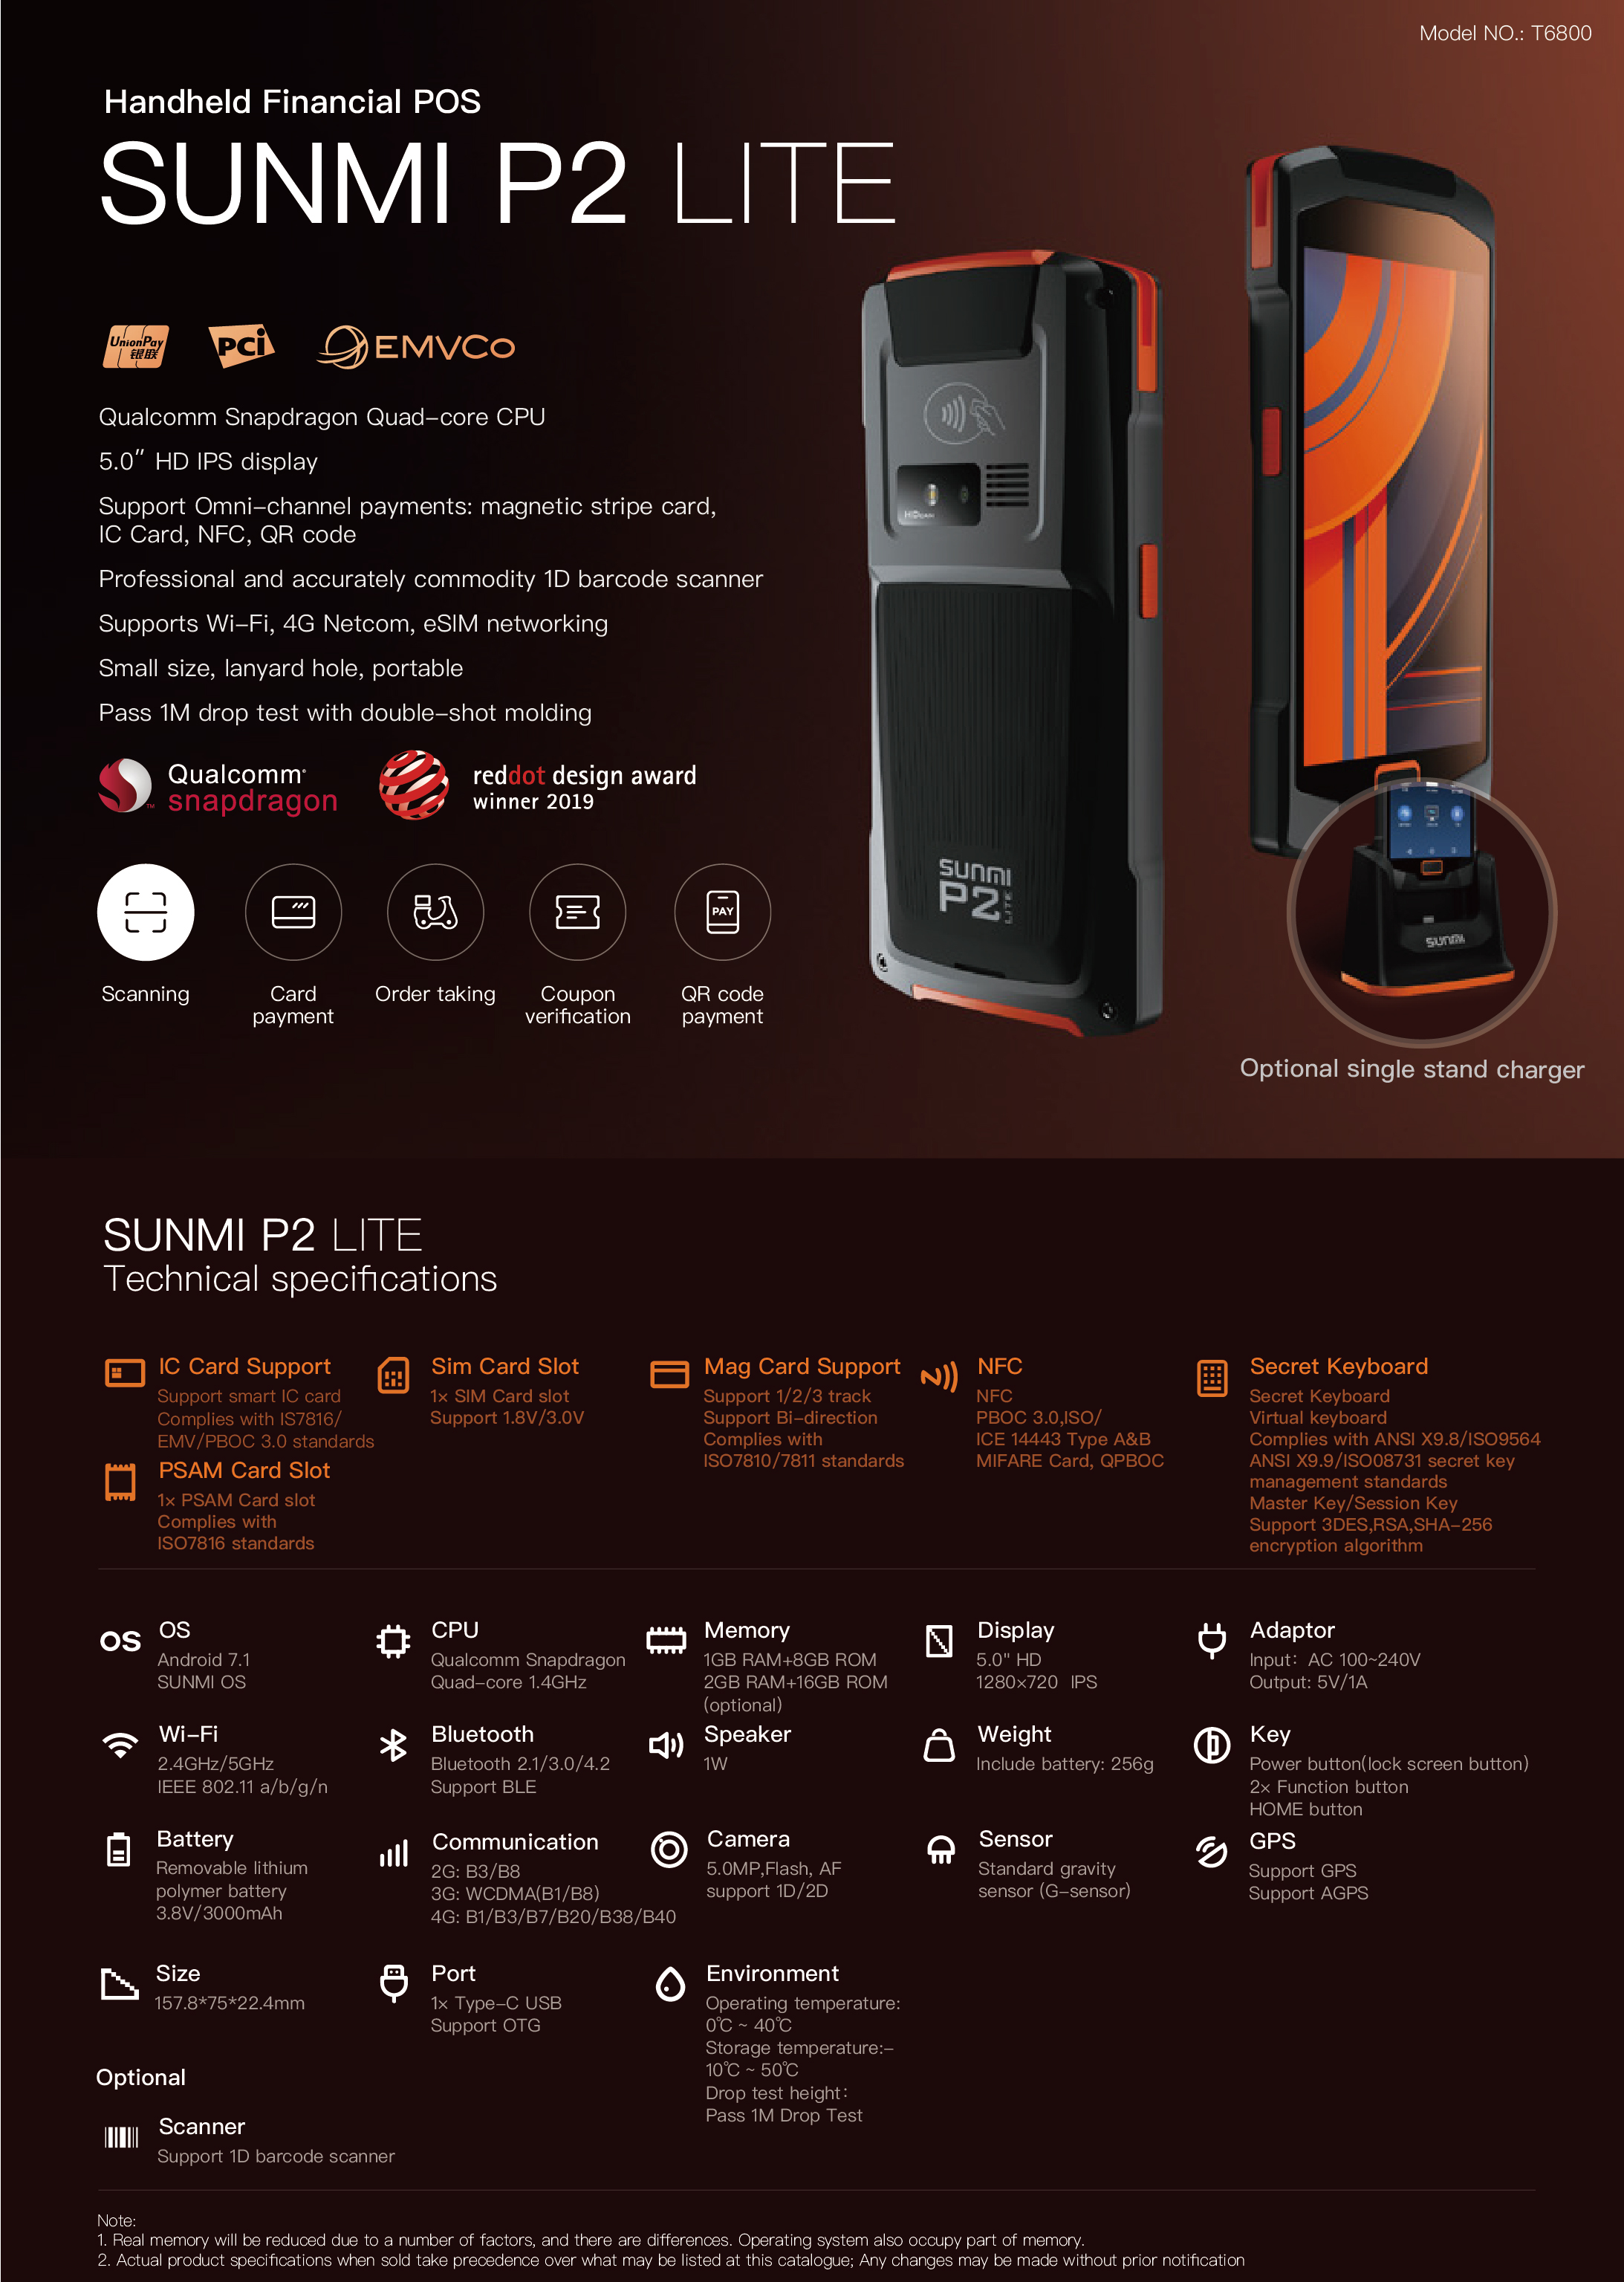 Model NO.: T6800
Handheld Financial POS
SUNMI P2 LITE
UnionPay
银联
PCi
EMVCo
Qualcomm Snapdragon Quad-core CPU
5.0" HD IPS display
Support Omni-channel payments: magnetic stripe card,
IC Card, NFC, QR code
Professional and accurately commodity 1D barcode scanner
Supports Wi-Fi, 4G Netcom, eSIM networking
Small size, lanyard hole, portable
Pass 1M drop test with double-shot molding
Qualcomm
snapdragon
reddot design award
winner 2019
PAY
Scanning
Card
payment
Order taking
Coupon
verification
QR code
payment
SUNMI
P2 LITE
SUNMI
Optional single stand charger
SUNMI P2 LITE
Technical specifications
IC Card Support
Support smart IC card
Complies with IS7816/
EMV/PBOC 3.0 standards
PSAM Card Slot
1x PSAM Card slot
Complies with
ISO7816 standards
Sim Card Slot
1x SIM Card slot
Support 1.8V/3.0V
Mag Card Support
Support 1/2/3 track
Support Bi-direction
Complies with
ISO7810/7811 standards
NFC
NFC
PBOC 3.0,ISO/
ICE 14443 Type A&B
MIFARE Card, QPBOC
Secret Keyboard
Secret Keyboard
Virtual keyboard
Complies with ANSI X9.8/ISO9564
ANSI X9.9/ISO08731 secret key
management standards
Master Key/Session Key
Support 3DES,RSA,SHA-256
encryption algorithm
OS
OS
Android 7.1
SUNMI OS
CPU
Qualcomm Snapdragon
Quad-core 1.4GHz
Memory
1GB RAM+8GB ROM
2GB RAM+16GB ROM
(optional)
Display
5.0" HD
1280×720 IPS
Adaptor
Input: AC 100~240V
Output: 5V/1A
Wi-Fi
2.4GHz/5GHz
IEEE 802.11 a/b/g/n
Bluetooth
Bluetooth 2.1/3.0/4.2
Support BLE
Speaker
1W
Weight
Include battery: 256g
Key
Power button(lock screen button)
2x Function button
HOME button
Battery
Removable lithium
polymer battery
3.8V/3000mAh
Communication
2G: B3/B8
3G: WCDMA(B1/B8)
4G: B1/B3/B7/B20/B38/B40
Camera
5.0MP,Flash, AF
support 1D/2D
Sensor
Standard gravity
sensor (G-sensor)
GPS
Support GPS
Support AGPS
Size
157.8*75*22.4mm
Port
1x Type-C USB
Support OTG
Environment
Operating temperature:
0℃ ~ 40℃
Storage temperature:-
10℃ ~ 50℃
Drop test height:
Pass 1M Drop Test
Optional
Scanner
Support 1D barcode scanner
Note:
1. Real memory will be reduced due to a number of factors, and there are differences. Operating system also occupy part of memory.
2. Actual product specifications when sold take precedence over what may be listed at this catalogue; Any changes may be made without prior notification